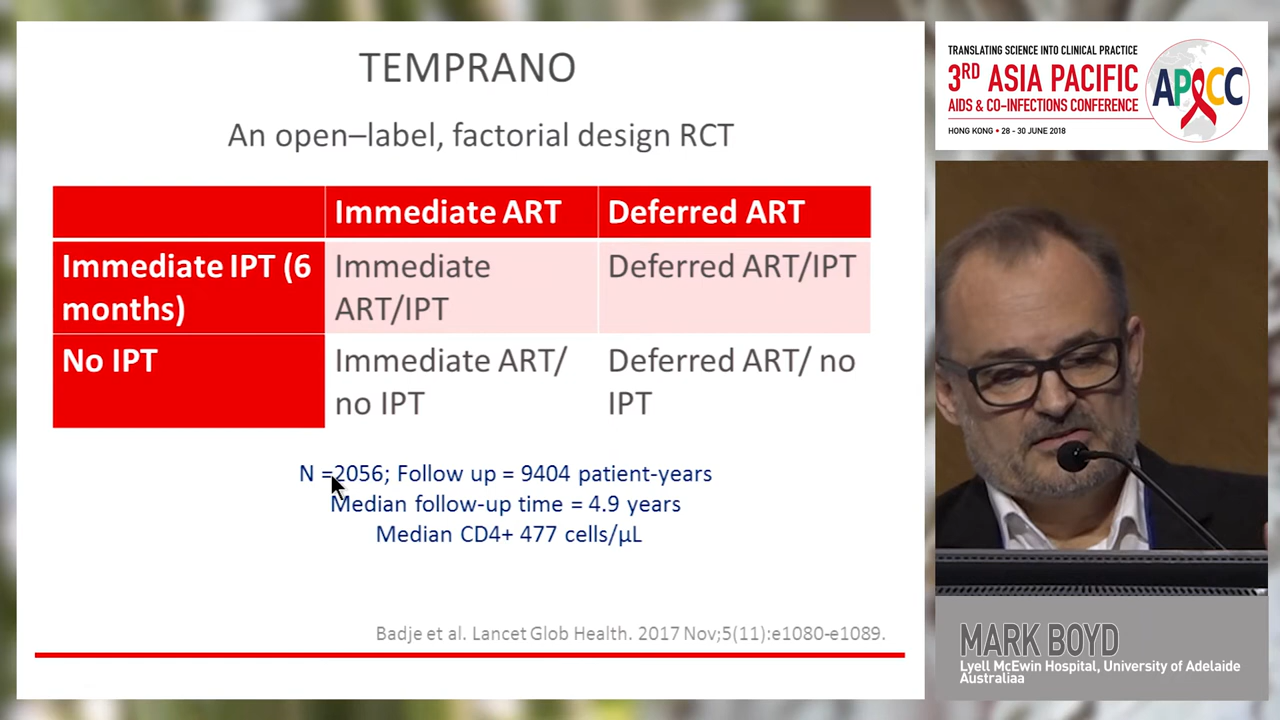 TEMPRANO
An open–label, factorial design RCT
Immediate ART
Deferred ART
Immediate IPT (6
months)
Immediate
ART/IPT
Deferred ART/IPT
No IPT
Immediate ART/
no IPT
Deferred ART/ no
IPT
N =2056; Follow up = 9404 patient-years
Median follow-up time = 4.9 years
Median CD4+ 477 cells/µL
Badje et al. Lancet Glob Health. 2017 Nov;5(11):e1080-e1089.
TRANSLATING SCIENCE INTO CLINICAL PRACTICE
3RD ASIA PACIFIC
AIDS & CO-INFECTIONS CONFERENCE
HONG KONG • 28 - 30 JUNE 2018
APACC
MARK BOYD
Lyell McEwin Hospital, University of Adelaide
Australiaa